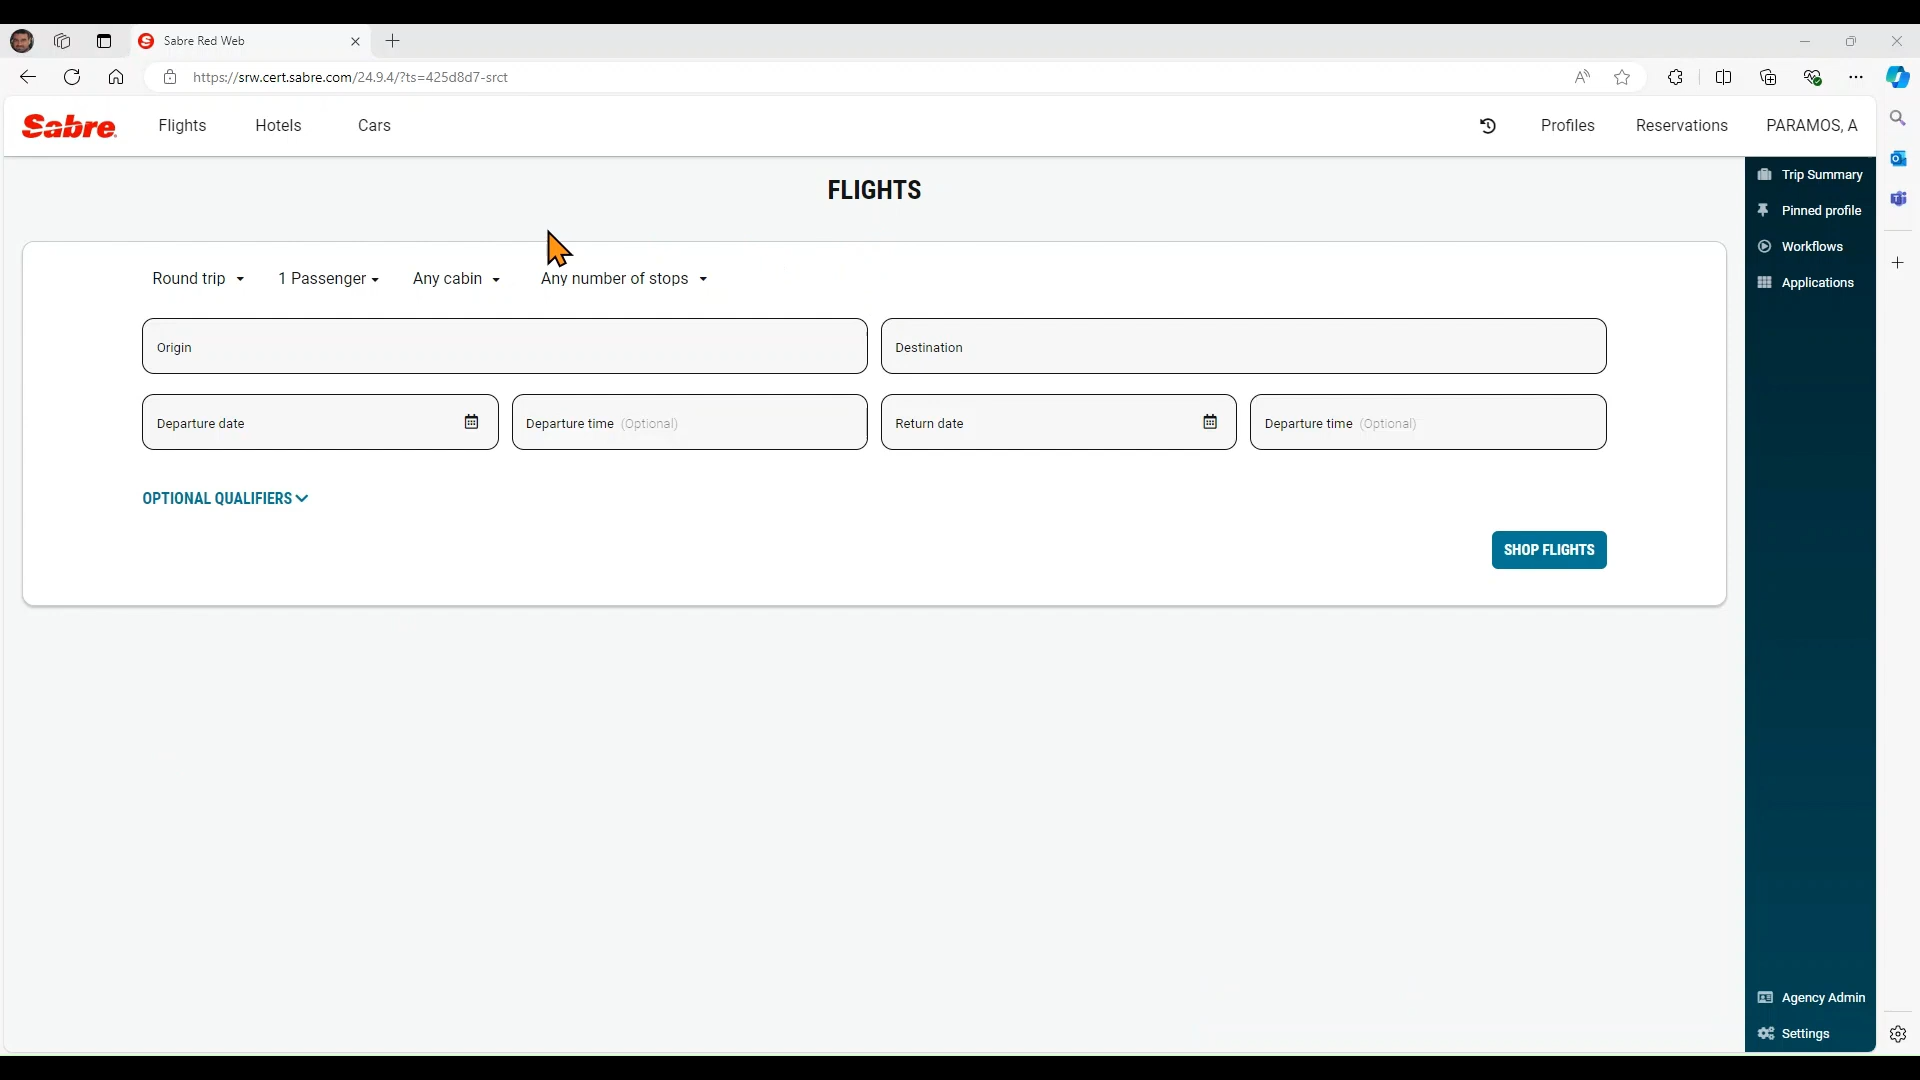 Sabre Red Web
https://srw.cert.sabre.com/24.9.4/?ts=425d8d7-srct
Sabre Flights Hotels Cars Profiles Reservations PARAMOS, A
FLIGHTS
Round trip 1 Passenger Any cabin Any number of stops
Origin Destination
Departure date Departure time (Optional) Return date Departure time (Optional)
OPTIONAL QUALIFIERS
SHOP FLIGHTS
Trip Summary
Pinned profile
Workflows
Applications
Agency Admin
Settings